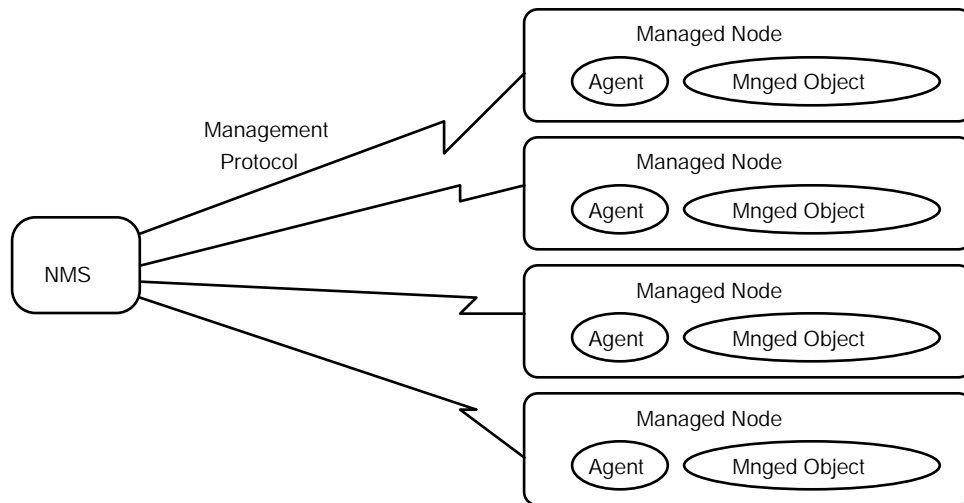 Managed Node
Agent Mnged Object
Management
Protocol
Managed Node
Agent Mnged Object
NMS
Managed Node
Agent Mnged Object
Managed Node
Agent Mnged Object